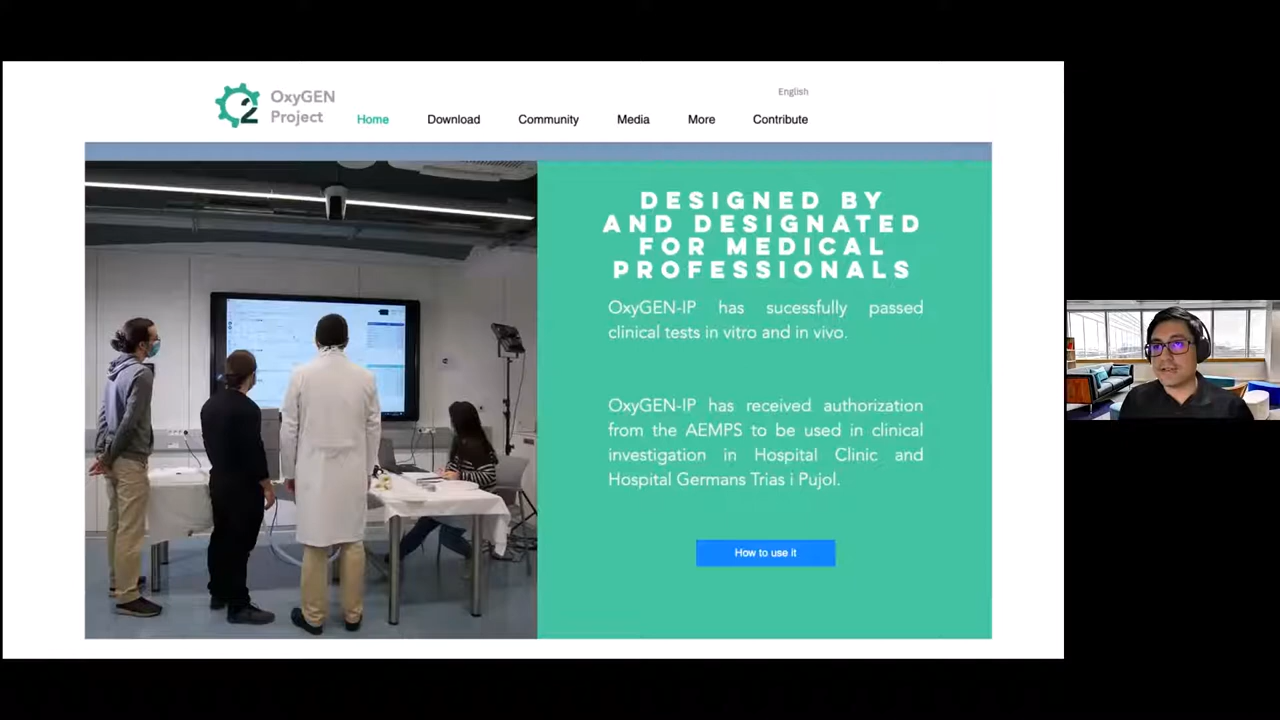 English
OxyGEN
Project
Home Download Community Media More Contribute
DESIGNED BY
AND DESIGNATED
FOR MEDICAL
PROFESSIONALS
OxyGEN-IP has sucessfully passed
clinical tests in vitro and in vivo.
OxyGEN-IP has received authorization
from the AEMPS to be used in clinical
investigation in Hospital Clinic and
Hospital Germans Trias i Pujol.
How to use it